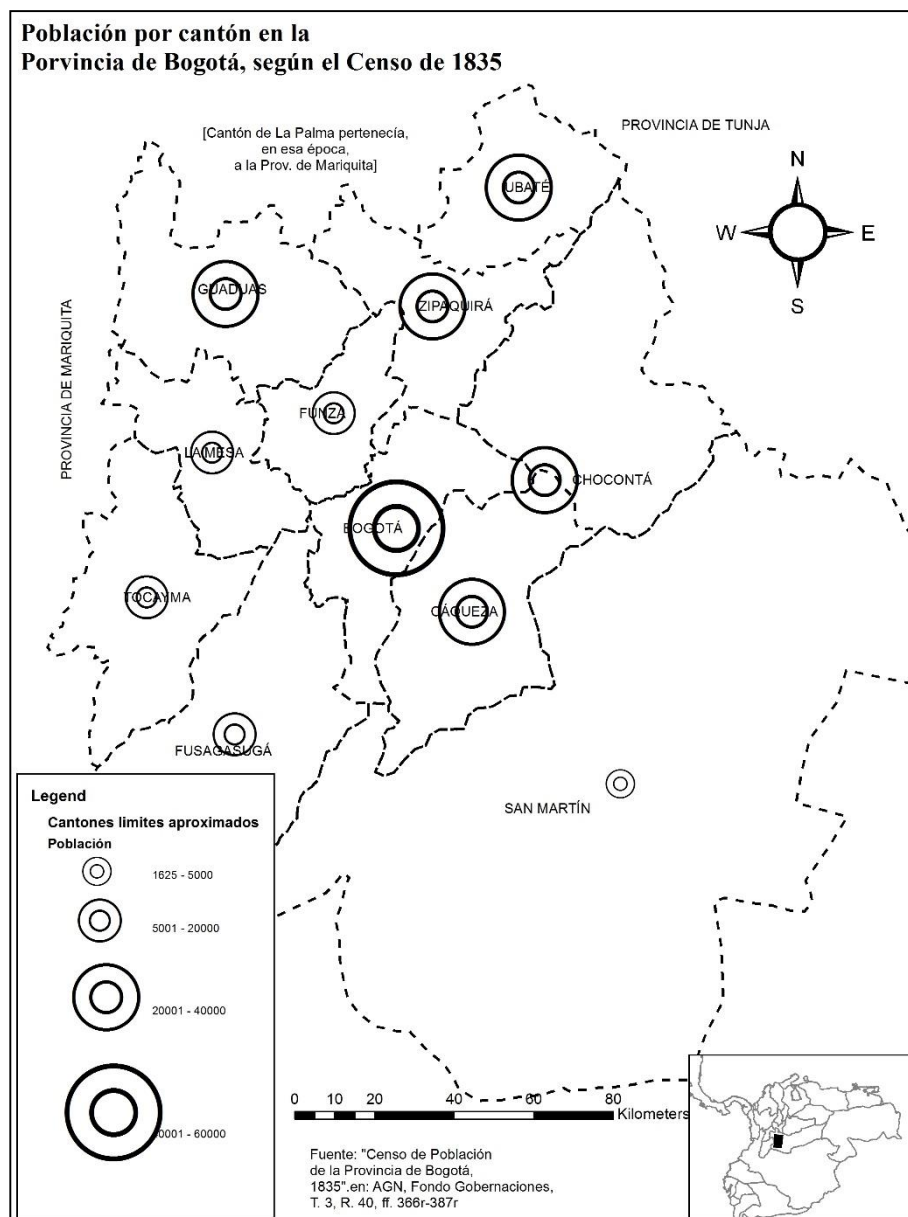 Población por cantón en la
Porvincia de Bogotá, según el Censo de 1835
[Cantón de La Palma pertenecía,
en esa época,
a la Prov. de Mariquita]
PROVINCIA DE TUNJA
UBATÉ
N
W
E
S
GUADUAS
ZIPAQUIRÁ
PROVINCIA DE MARIQUITA
FUNZA
LA MESA
CHOCONTÁ
BOGOTÁ
TOCAYMA
CÁQUEZA
FUSAGASUGÁ
SAN MARTÍN
Legend
Cantones limites aproximados
Población
1625 - 5000
5001 - 20000
20001 - 40000
0001 - 60000
0 10 20 40 60 80
Kilometers
Fuente: "Censo de Población
de la Provincia de Bogotá,
1835".en: AGN, Fondo Gobernaciones,
T. 3, R. 40, ff. 366r-387r